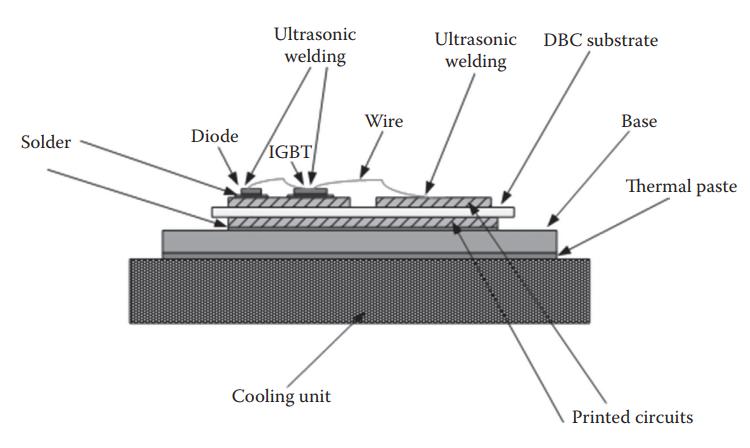 Ultrasonic
welding
Ultrasonic
welding
DBC substrate
Solder
Diode
IGBT
Wire
Base
Thermal paste
Cooling unit
Printed circuits